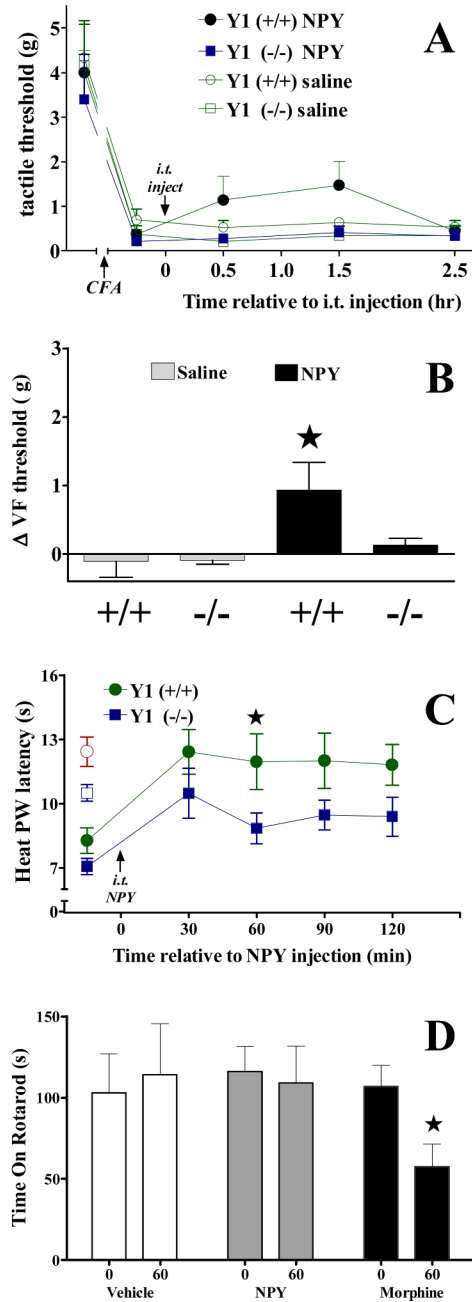 A
Y1 (+/+) NPY
Y1 (-/-) NPY
Y1 (+/+) saline
Y1 (-/-) saline
tactile threshold (g)
5
4
3
2
1
0
i.t.
inject
CFA
0 0.5 1.0 1.5 2.5
Time relative to i.t. injection (hr)
B
Saline NPY
Δ VF threshold ( g)
3
2
1
0
★
+/+ -/- +/+ -/-
C
Y1 (+/+)
Y1 (-/-)
★
Heat PW latency (s)
16
13
10
7
0
i.t.
NPY
0 30 60 90 120
Time relative to NPY injection (min)
D
Time On Rotarod (s)
150
100
50
0
★
0 60 0 60 0 60
Vehicle NPY Morphine